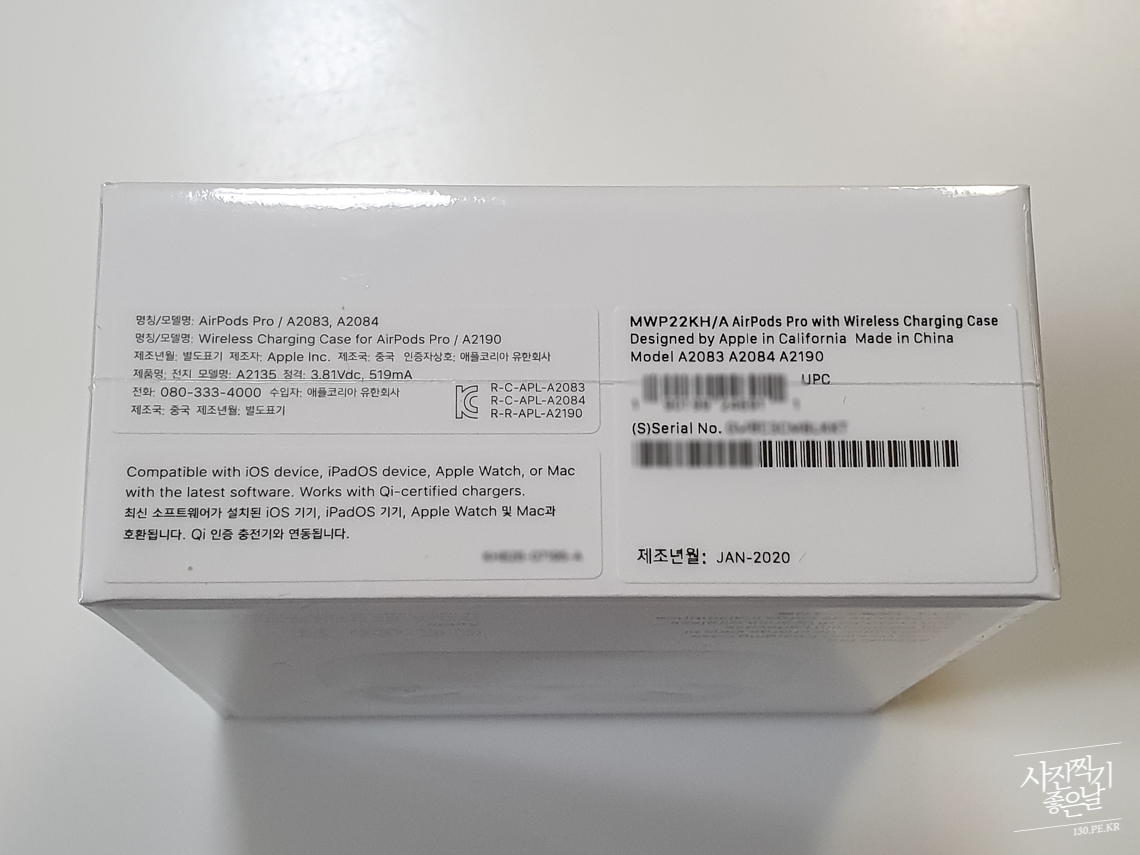 명칭/모델명: AirPods Pro / A2083, A2084
명칭/모델명: Wireless Charging Case for AirPods Pro / A2190
제조년월: 별도표기 제조자: Apple Inc. 제조국: 중국 인증자상호: 애플코리아 유한회사
제품명: 전지 모델명: A2135 정격: 3.81Vdc, 519mA
전화: 080-333-4000 수입자: 애플코리아 유한회사
제조국: 중국 제조년월: 별도표기
R-C-APL-A2083
R-C-APL-A2084
R-R-APL-A2190
Compatible with iOS device, iPadOS device, Apple Watch, or Mac
with the latest software. Works with Qi-certified chargers.
최신 소프트웨어가 설치된 iOS 기기, iPadOS 기기, Apple Watch 및 Mac과
호환됩니다. Qi 인증 충전기와 연동됩니다.
MWP22KH/A AirPods Pro with Wireless Charging Case
Designed by Apple in California Made in China
Model A2083 A2084 A2190
UPC
(S)Serial No.
제조년월: JAN-2020
사진찍기
좋은날
130.PE.KR